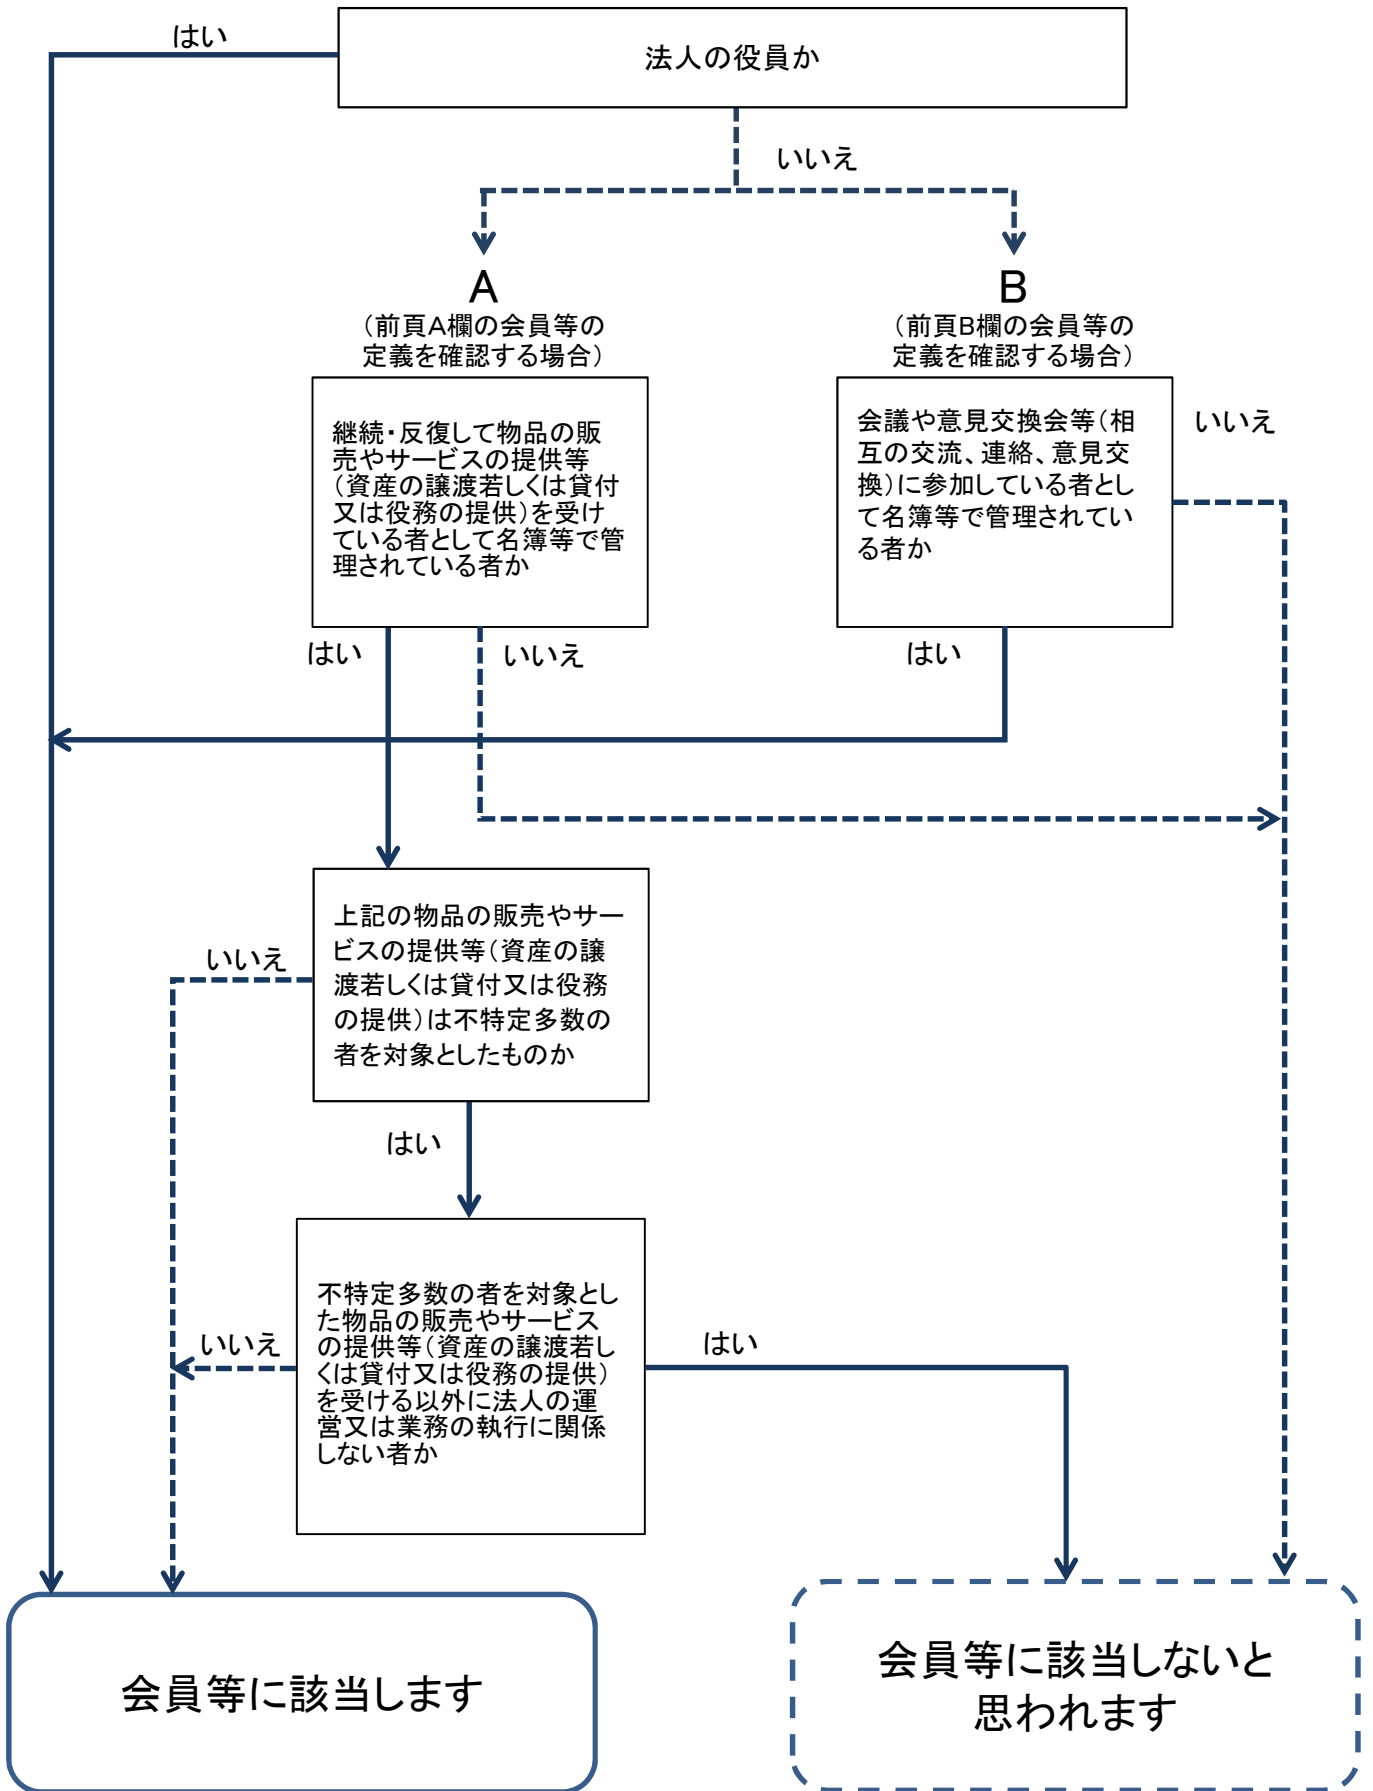 はい
法人の役員か
いいえ
A
（前頁A欄の会員等の
定義を確認する場合）
B
（前頁B欄の会員等の
定義を確認する場合）
継続・反復して物品の販
売やサービスの提供等
（資産の譲渡若しくは貸付
又は役務の提供）を受け
ている者として名簿等で管
理されている者か
会議や意見交換会等（相
互の交流、連絡、意見交
換）に参加している者とし
て名簿等で管理されてい
る者か
いいえ
はい
いいえ
はい
上記の物品の販売やサー
ビスの提供等（資産の譲
渡若しくは貸付又は役務
の提供）は不特定多数の
者を対象としたものか
いいえ
はい
不特定多数の者を対象とし
た物品の販売やサービス
の提供等（資産の譲渡若し
くは貸付又は役務の提供）
を受ける以外に法人の運
営又は業務の執行に関係
しない者か
いいえ
はい
会員等に該当します
会員等に該当しないと
思われます